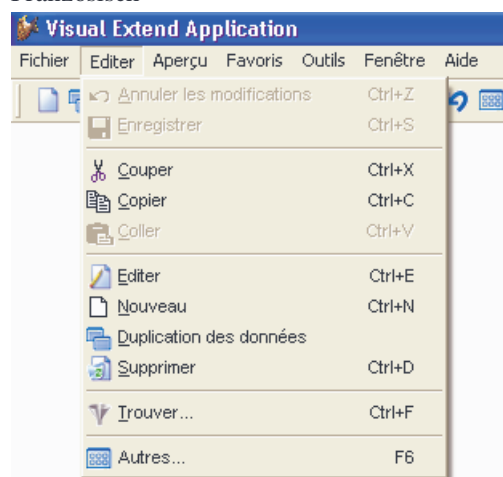 Französisch
Visual Extend Application
Fichier Editer Aperçu Favoris Outils Fenêtre Aide
Annuler les modifications Ctrl+Z
Enregistrer Ctrl+S
Couper Ctrl+X
Copier Ctrl+C
Coller Ctrl+V
Editer Ctrl+E
Nouveau Ctrl+N
Duplication des données
Supprimer Ctrl+D
Trouver... Ctrl+F
Autres... F6